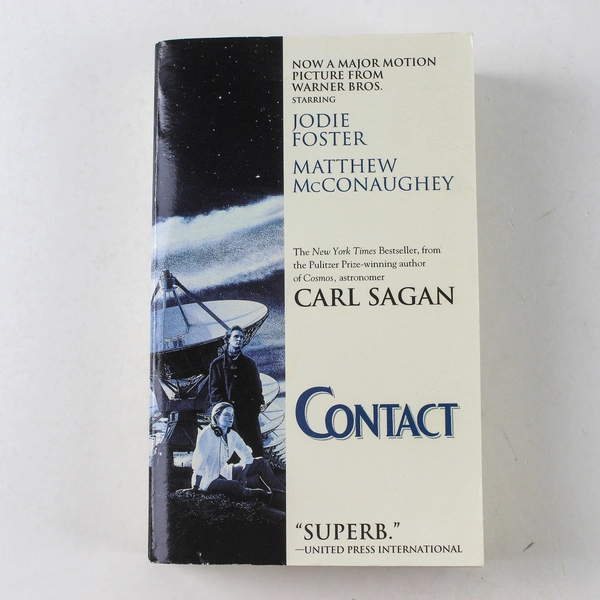 NOW A MAJOR MOTION
PICTURE FROM
WARNER BROS.
STARRING
JODIE
FOSTER
MATTHEW
McCONAUGHEY
The New York Times Bestseller, from
the Pulitzer Prize-winning author
of Cosmos, astronomer
CARL SAGAN
CONTACT
“SUPERB.”
—UNITED PRESS INTERNATIONAL